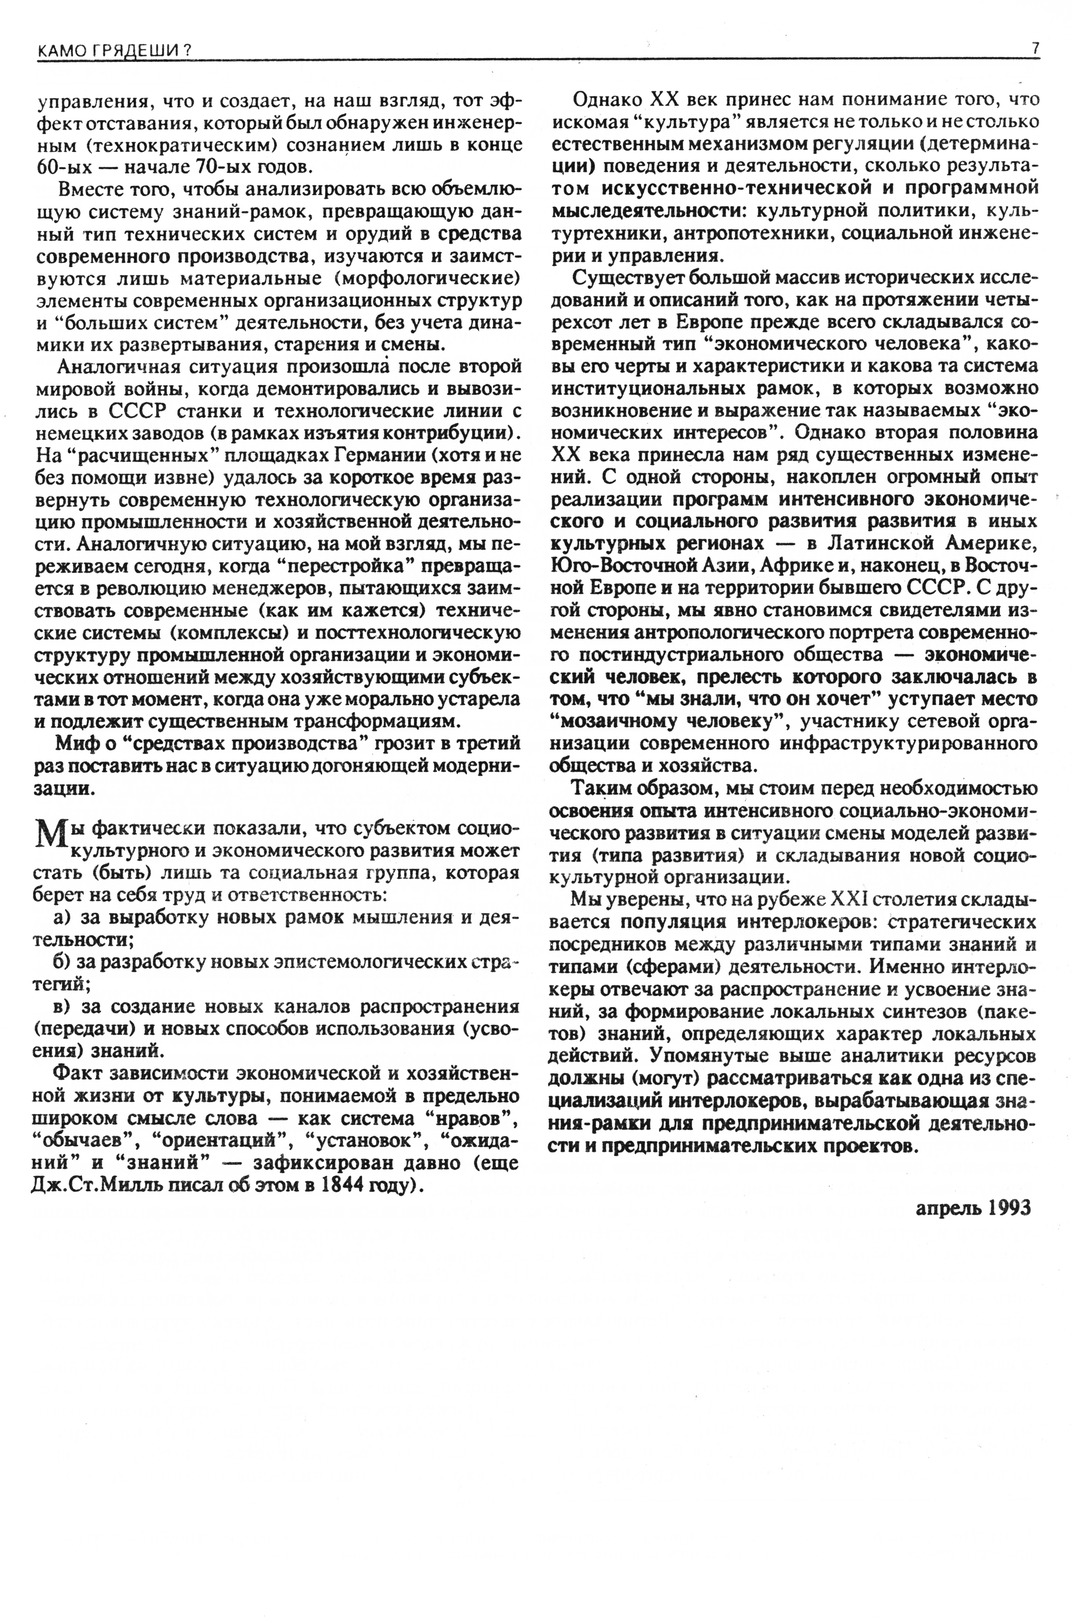 КАМО ГРЯДЕШИ?
7
управления, что и создает, на наш взгляд, тот эф-
фект отставания, который был обнаружен инженер-
ным (технократическим) сознанием лишь в конце
60-ых — начале 70-ых годов.
Вместо того, чтобы анализировать всю объемлю-
щую систему знаний-рамок, превращающую дан-
ный тип технических систем и орудий в средства
современного производства, изучаются и заимст-
вуются лишь материальные (морфологические)
элементы современных организационных структур
и “больших систем” деятельности, без учета дина-
мики их развертывания, старения и смены.
Аналогичная ситуация произошла после второй
мировой войны, когда демонтировались и вывози-
лись в СССР станки и технологические линии с
немецких заводов (в рамках изъятия контрибуции).
На “расчищенных” площадках Германии (хотя и не
без помощи извне) удалось за короткое время раз-
вернуть современную технологическую организа-
цию промышленности и хозяйственной деятельно-
сти. Аналогичную ситуацию, на мой взгляд, мы пе-
реживаем сегодня, когда “перестройка” превраща-
ется в революцию менеджеров, пытающихся заим-
ствовать современные (как им кажется) техниче-
ские системы (комплексы) и посттехнологическую
структуру промышленной организации и экономи-
ческих отношений между хозяйствующими субъек-
тами в тот момент, когда она уже морально устарела
и подлежит существенным трансформациям.
Миф о “средствах производства” грозит в третий
раз поставить нас в ситуацию догоняющей модерни-
зации.
Мы фактически показали, что субъектом социо-
культурного и экономического развития может
стать (быть) лишь та социальная группа, которая
берет на себя труд и ответственность:
а) за выработку новых рамок мышления и дея-
тельности;
б) за разработку новых эпистемологических стра-
тегий;
в) за создание новых каналов распространения
(передачи) и новых способов использования (усво-
ения) знаний.
Факт зависимости экономической и хозяйствен-
ной жизни от культуры, понимаемой в предельно
широком смысле слова — как система “нравов”,
“обычаев”, “ориентаций”, “установок”, “ожида-
ний” и “знаний” — зафиксирован давно (еще
Дж.Ст.Милль писал об этом в 1844 году).
Однако XX век принес нам понимание того, что
искомая “культура” является не только и не столько
естественным механизмом регуляции (детермина-
ции) поведения и деятельности, сколько результа-
том искусственно-технической и программной
мыследеятельности: культурной политики, куль-
туртехники, антропотехники, социальной инжене-
рии и управления.
Существует большой массив исторических иссле-
дований и описаний того, как на протяжении четы-
рехсот лет в Европе прежде всего складывался со-
временный тип “экономического человека”, како-
вы его черты и характеристики и какова та система
институциональных рамок, в которых возможно
возникновение и выражение так называемых “эко-
номических интересов”. Однако вторая половина
XX века принесла нам ряд существенных измене-
ний. С одной стороны, накоплен огромный опыт
реализации программ интенсивного экономиче-
ского и социального развития развития в иных
культурных регионах — в Латинской Америке,
Юго-Восточной Азии, Африке и, наконец, в Восточ-
ной Европе и на территории бывшего СССР. С дру-
гой стороны, мы явно становимся свидетелями из-
менения антропологического портрета современно-
го постиндустриального общества — экономиче-
ский человек, прелесть которого заключалась в
том, что “мы знали, что он хочет” уступает место
“мозаичному человеку”, участнику сетевой орга-
низации современного инфраструктурированного
общества и хозяйства.
Таким образом, мы стоим перед необходимостью
освоения опыта интенсивного социально-экономи-
ческого развития в ситуации смены моделей разви-
тия (типа развития) и складывания новой социо-
культурной организации.
Мы уверены, что на рубеже XXI столетия склады-
вается популяция интерлокеров: стратегических
посредников между различными типами знаний и
типами (сферами) деятельности. Именно интерло-
керы отвечают за распространение и усвоение зна-
ний, за формирование локальных синтезов (паке-
тов) знаний, определяющих характер локальных
действий. Упомянутые выше аналитики ресурсов
должны (могут) рассматриваться как одна из спе-
циализаций интерлокеров, вырабатывающая зна-
ния-рамки для предпринимательской деятельно-
сти и предпринимательских проектов.
апрель 1993